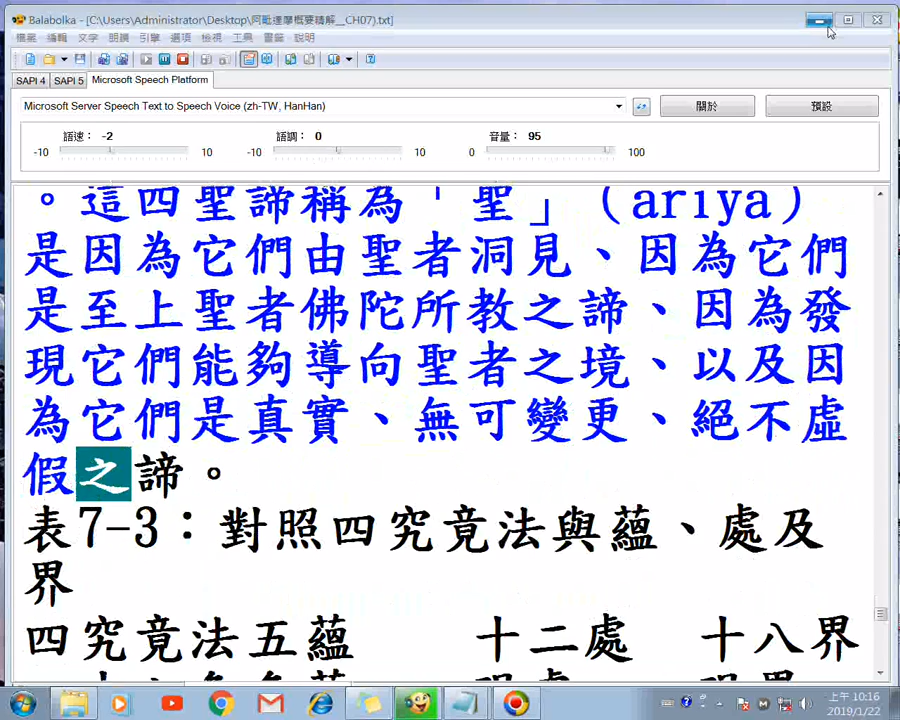 Balabolka - [C:\Users\Administrator\Desktop\阿毗達摩概要精解__CH07).txt]
檔案 編輯 文字 朗讀 引擎 選項 檢視 工具 書籤 說明
SAPI 4 SAPI 5 Microsoft Speech Platform
Microsoft Server Speech Text to Speech Voice (zh-TW, HanHan) 關於 預設
語速： -2 語調： 0 音量： 95
-10 10 -10 10 0 100
。這四聖諦稱為「聖」（ariya）
是因為它們由聖者洞見、因為它們
是至上聖者佛陀所教之諦、因為發
現它們能夠導向聖者之境、以及因
為它們是真實、無可變更、絕不虛
假之諦。
表7-3：對照四究竟法與蘊、處及
界
四究竟法五蘊 十二處 十八界
上午 10:16
2019/1/22